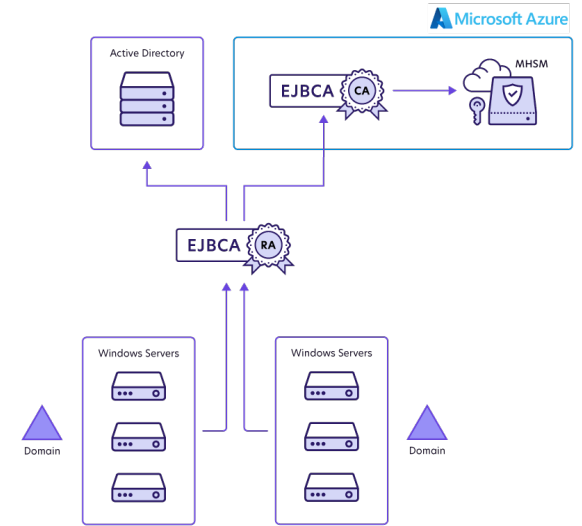 Microsoft Azure
Active Directory
MHSM
EJBCA CA
EJBCA RA
Windows Servers
Windows Servers
Domain
Domain